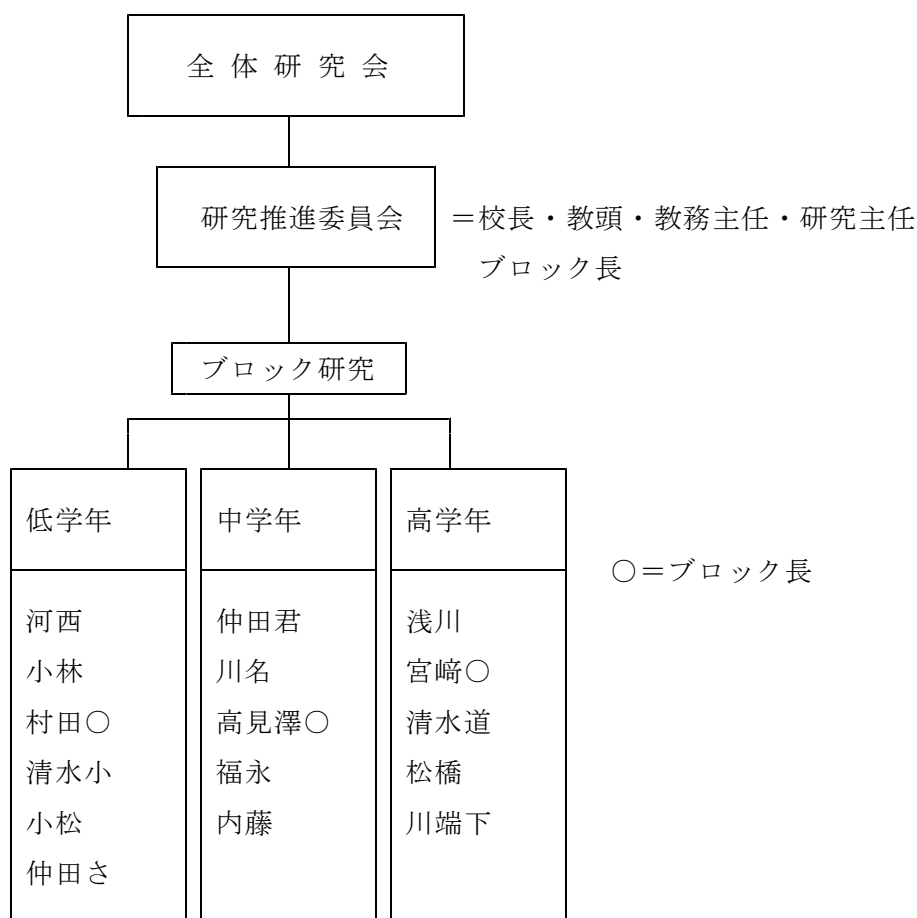 全体研究会
研究推進委員会
＝校長・教頭・教務主任・研究主任
ブロック長
ブロック研究
低学年
河西
小林
村田○
清水小
小松
仲田さ
中学年
仲田君
川名
高見澤○
福永
内藤
高学年
浅川
宮﨑○
清水道
松橋
川端下
○＝ブロック長